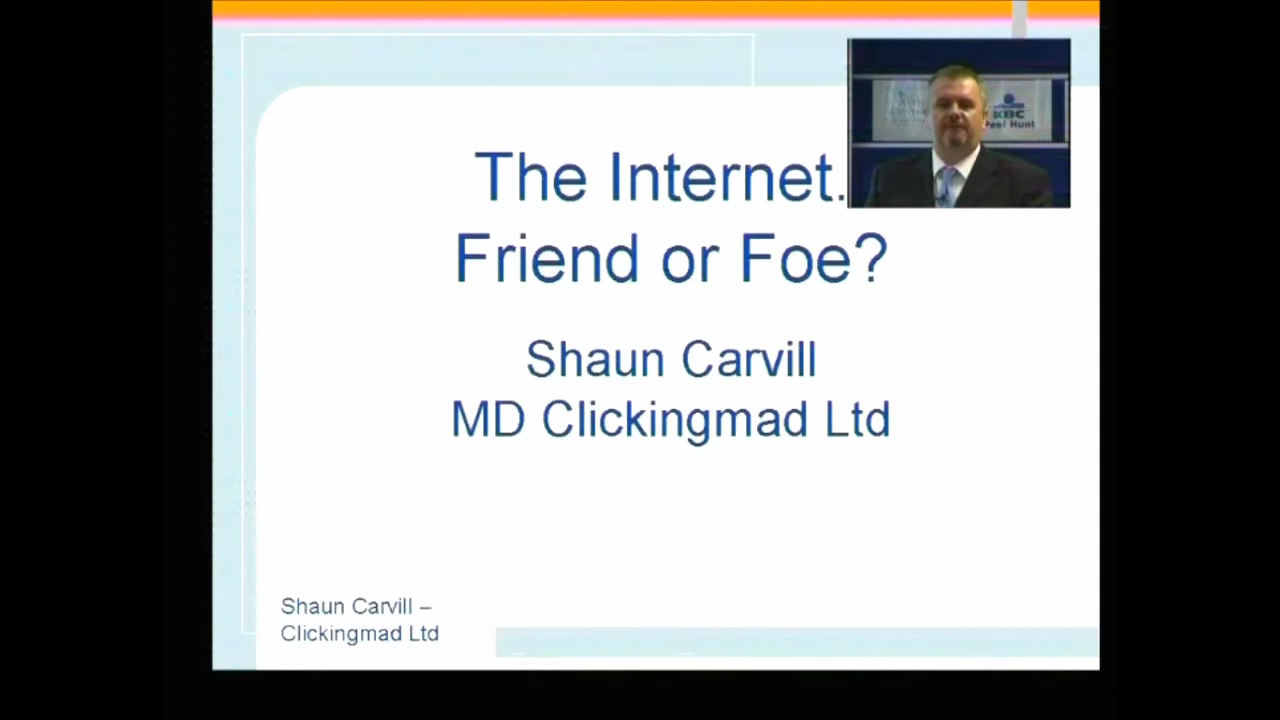 The Internet.
Friend or Foe?
Shaun Carvill
MD Clickingmad Ltd
KBC
Peel Hunt
Shaun Carvill –
Clickingmad Ltd